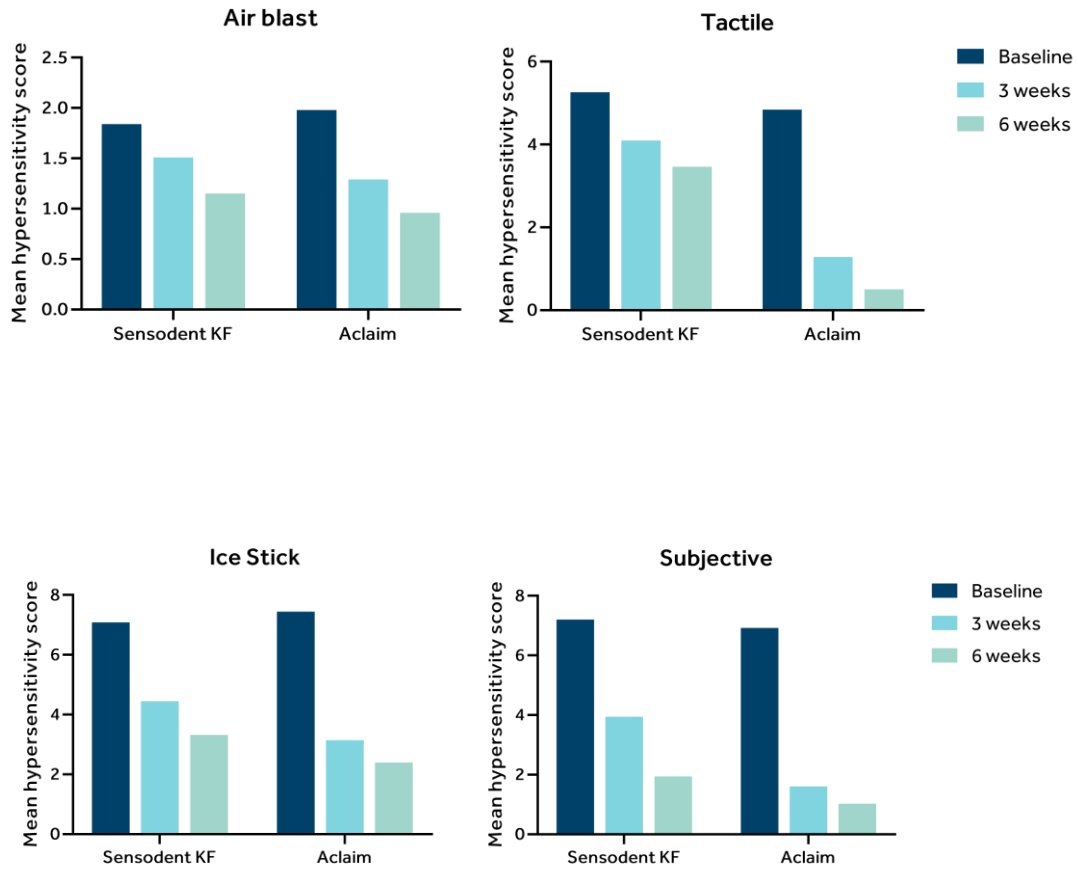 Air blast
Mean hypersensitivity score
2.5
2.0
1.5
1.0
0.5
0.0
Sensodent KF Aclaim
Tactile
Mean hypersensitivity score
6
4
2
0
Sensodent KF Aclaim
Baseline
3 weeks
6 weeks
Ice Stick
Mean hypersensitivity score
8
6
4
2
0
Sensodent KF Aclaim
Subjective
Mean hypersensitivity score
8
6
4
2
0
Sensodent KF Aclaim
Baseline
3 weeks
6 weeks